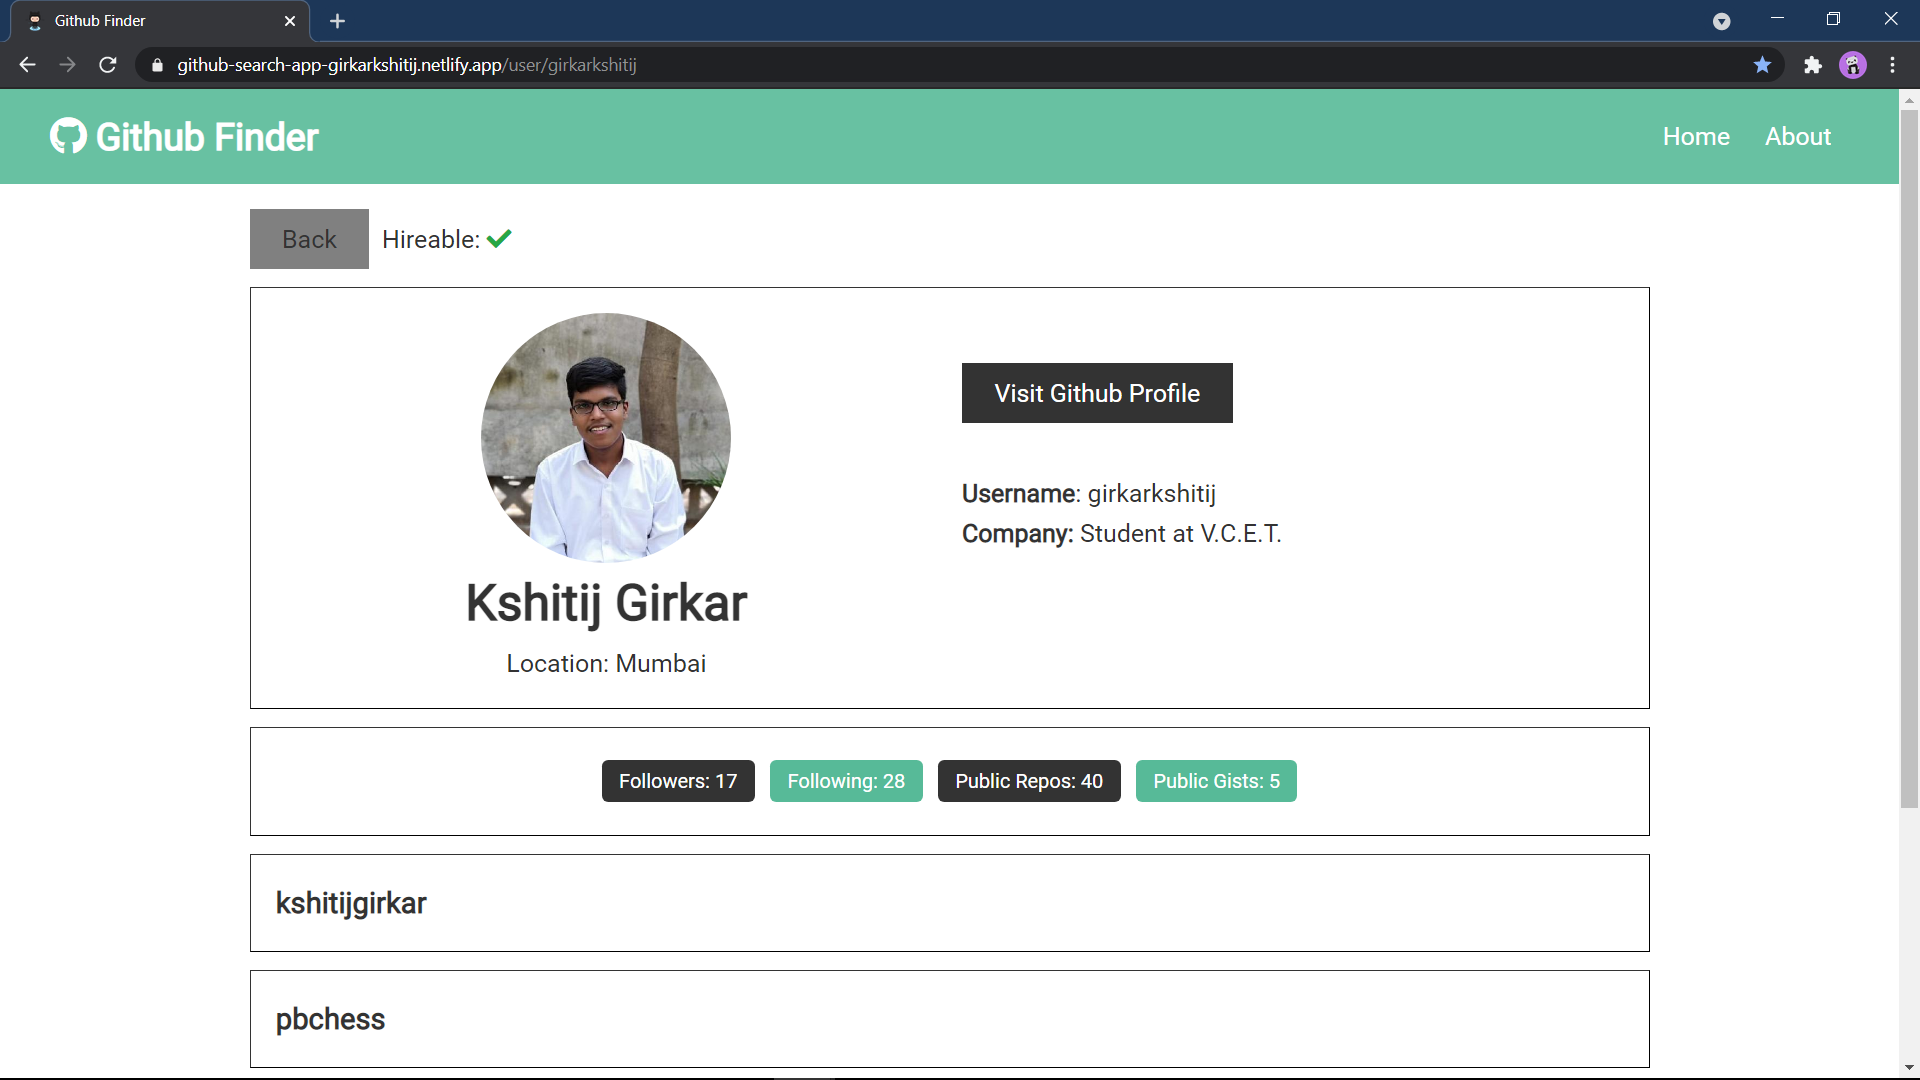 Github Finder
github-search-app-girkarkshitij.netlify.app/user/girkarkshitij
Github Finder
Home
About
Back
Hireable:
Visit Github Profile
Username: girkarkshitij
Company: Student at V.C.E.T.
Kshitij Girkar
Location: Mumbai
Followers: 17
Following: 28
Public Repos: 40
Public Gists: 5
kshitijgirkar
pbchess